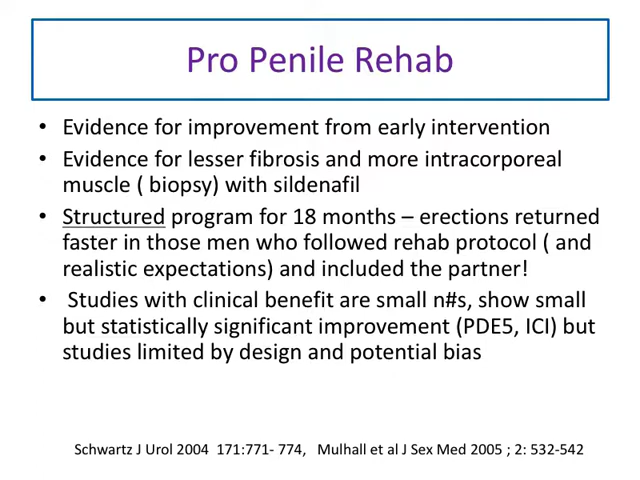 Pro Penile Rehab
• Evidence for improvement from early intervention
• Evidence for lesser fibrosis and more intracorporeal
muscle ( biopsy) with sildenafil
• Structured program for 18 months – erections returned
faster in those men who followed rehab protocol ( and
realistic expectations) and included the partner!
• Studies with clinical benefit are small n#s, show small
but statistically significant improvement (PDE5, ICI) but
studies limited by design and potential bias
Schwartz J Urol 2004 171:771- 774, Mulhall et al J Sex Med 2005 ; 2: 532-542